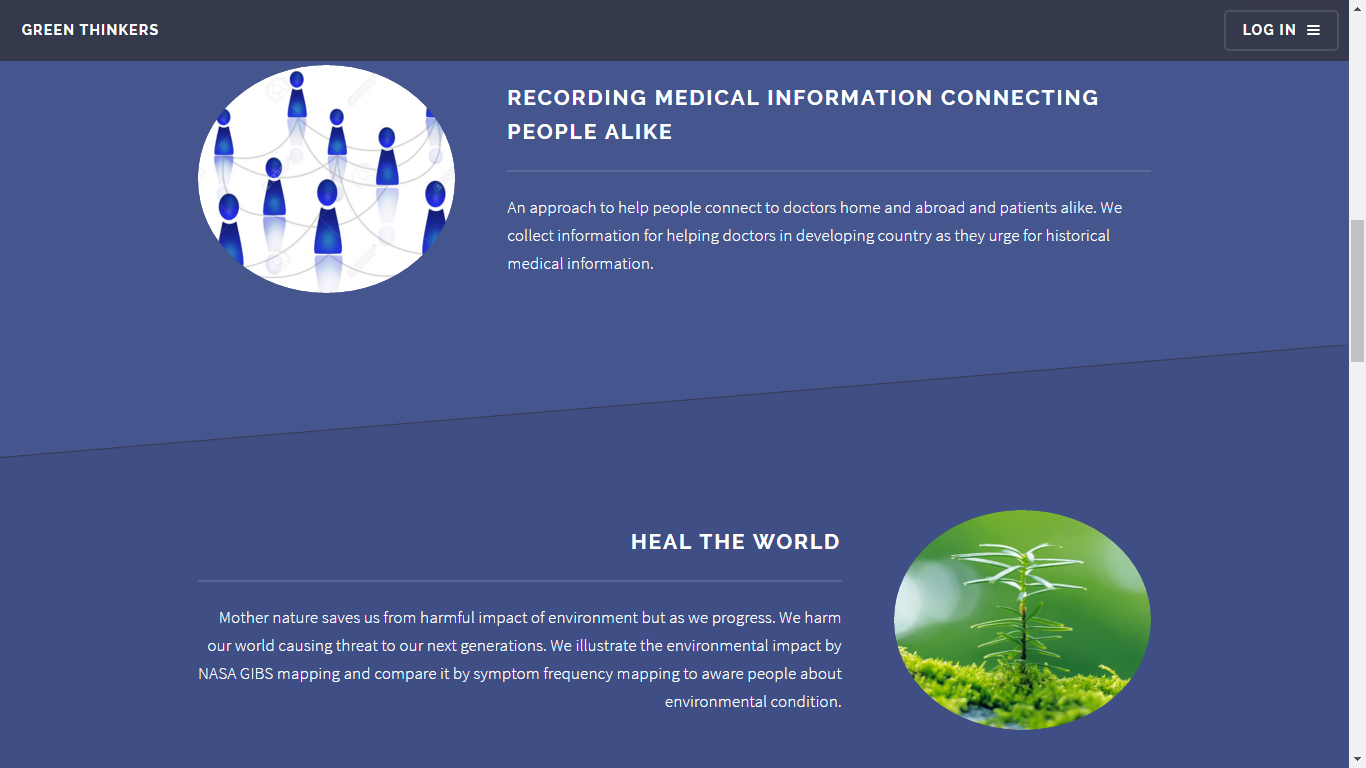 GREEN THINKERS
LOG IN
RECORDING MEDICAL INFORMATION CONNECTING
PEOPLE ALIKE
An approach to help people connect to doctors home and abroad and patients alike. We
collect information for helping doctors in developing country as they urge for historical
medical information.
HEAL THE WORLD
Mother nature saves us from harmful impact of environment but as we progress. We harm
our world causing threat to our next generations. We illustrate the environmental impact by
NASA GIBS mapping and compare it by symptom frequency mapping to aware people about
environmental condition.